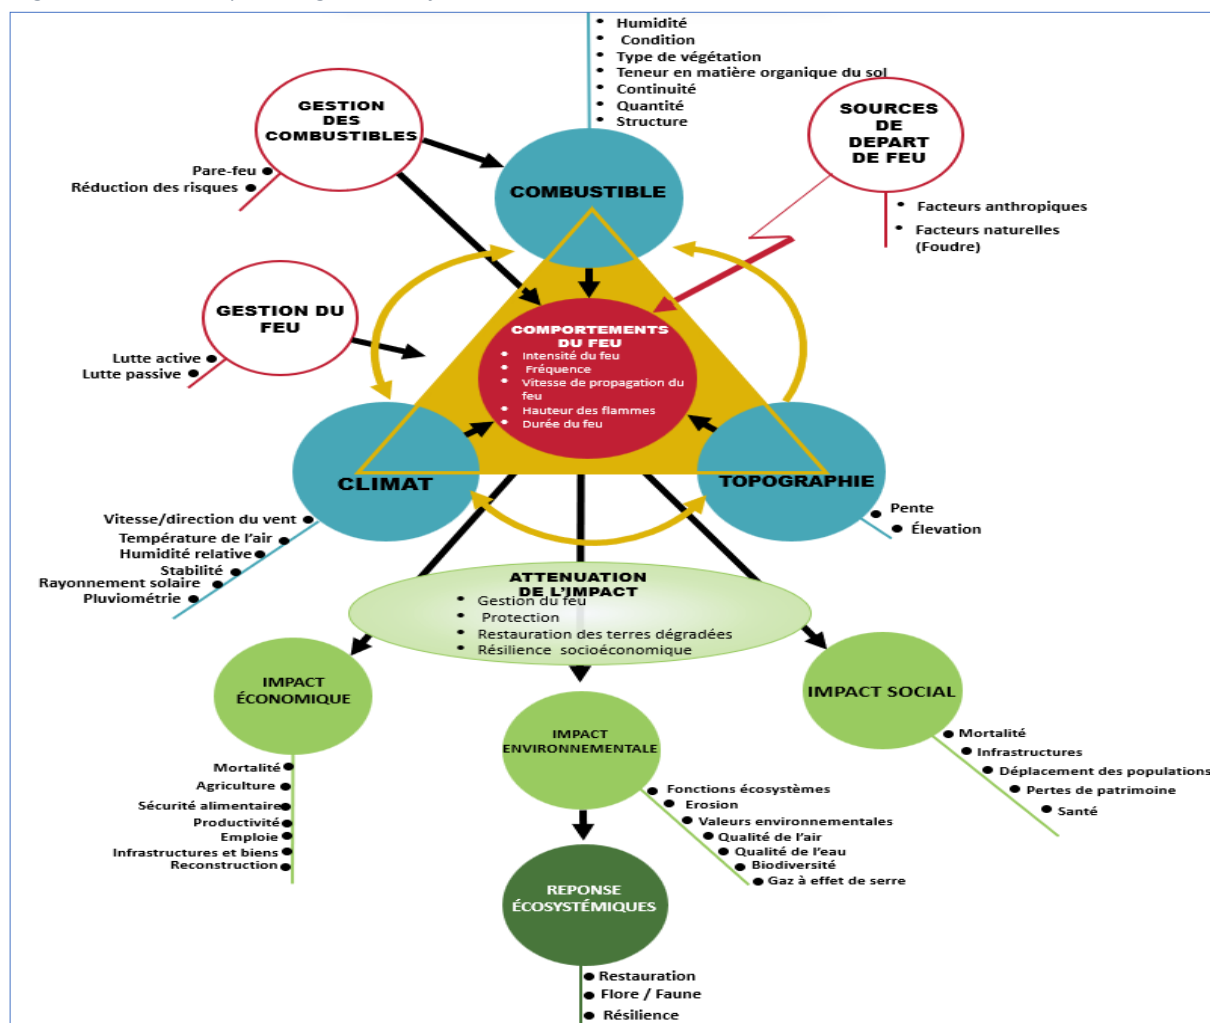 Humidité
Condition
Type de végétation
Teneur en matière organique du sol
Continuité
Quantité
Structure
GESTION
DES
COMBUSTIBLES
Pare-feu
Réduction des risques
SOURCES
DE
DEPART
DE FEU
Facteurs anthropiques
Facteurs naturelles
(Foudre)
COMBUSTIBLE
GESTION DU
FEU
Lutte active
Lutte passive
COMPORTEMENTS
DU FEU
Intensité du feu
Fréquence
Vitesse de propagation du
feu
Hauteur des flammes
Durée du feu
CLIMAT
Vitesse/direction du vent
Température de l'air
Humidité relative
Stabilité
Rayonnement solaire
Pluviométrie
TOPOGRAPHIE
Pente
Élevation
ATTENUATION
DE L'IMPACT
Gestion du feu
Protection
Restauration des terres dégradées
Résilience socioéconomique
IMPACT
ÉCONOMIQUE
Mortalité
Agriculture
Sécurité alimentaire
Productivité
Emploie
Infrastructures et biens
Reconstruction
IMPACT
ENVIRONNEMENTALE
Fonctions écosystèmes
Erosion
Valeurs environnementales
Qualité de l'air
Qualité de l'eau
Biodiversité
Gaz à effet de serre
IMPACT SOCIAL
Mortalité
Infrastructures
Déplacement des populations
Pertes de patrimoine
Santé
REPONSE
ÉCOSYSTÉMIQUES
Restauration
Flore / Faune
Résilience